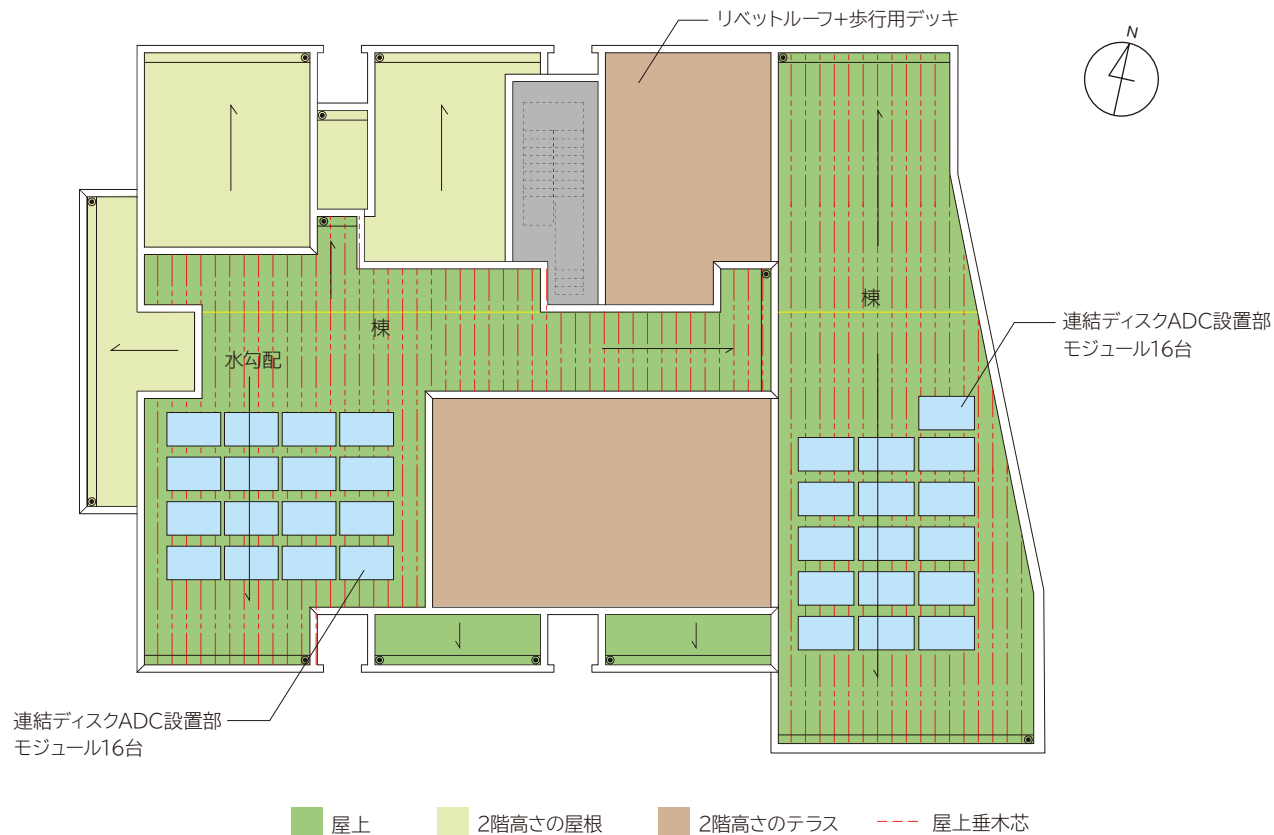 リベットルーフ+歩行用デッキ
N
棟
連結ディスクADC設置部
モジュール16台
棟
水勾配
連結ディスクADC設置部
モジュール16台
屋上
2階高さの屋根
2階高さのテラス
屋上垂木芯